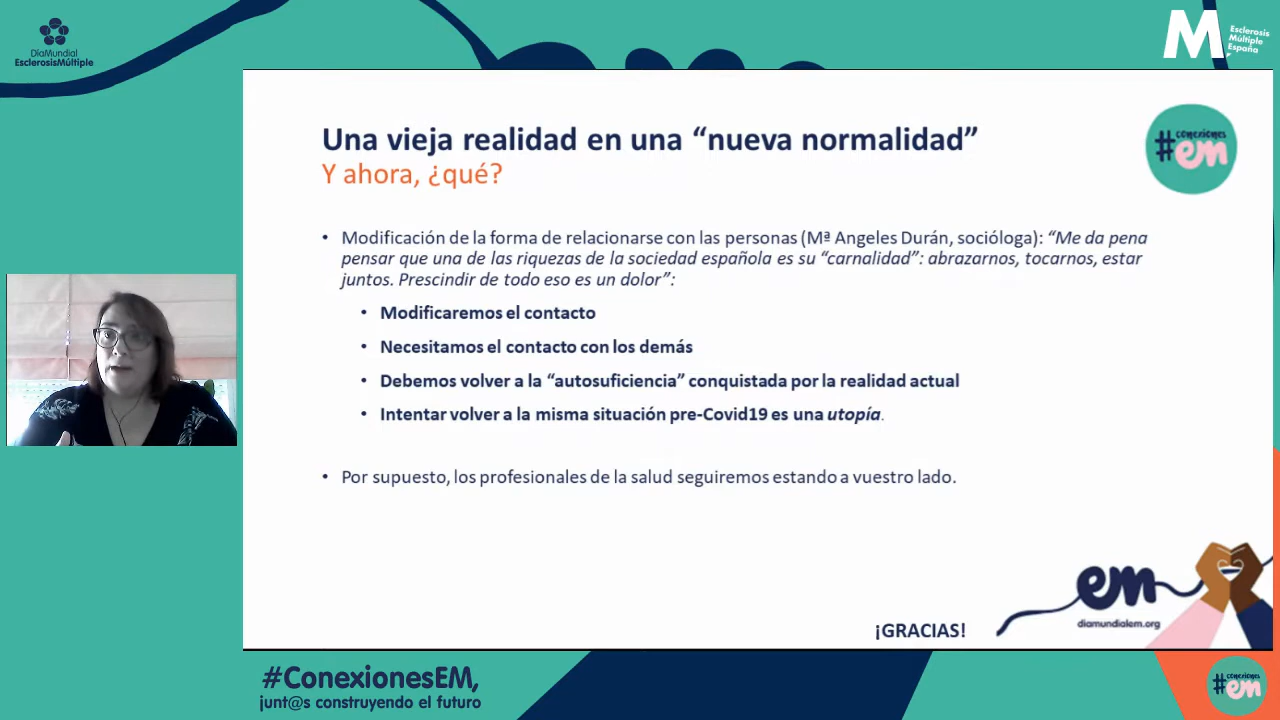 DíaMundial
EsclerosisMúltiple
M
Esclerosis
Múltiple
España
Una vieja realidad en una “nueva normalidad”
Y ahora, ¿qué?
#conexiones
em
• Modificación de la forma de relacionarse con las personas (Mª Angeles Durán, socióloga): “Me da pena
pensar que una de las riquezas de la sociedad española es su “carnalidad”: abrazarnos, tocarnos, estar
juntos. Prescindir de todo eso es un dolor”:
• Modificaremos el contacto
• Necesitamos el contacto con los demás
• Debemos volver a la “autosuficiencia” conquistada por la realidad actual
• Intentar volver a la misma situación pre-Covid19 es una utopía.
• Por supuesto, los profesionales de la salud seguiremos estando a vuestro lado.
em
diamundialem.org
¡GRACIAS!
#ConexionesEM,
junt@s construyendo el futuro
#conexiones
em